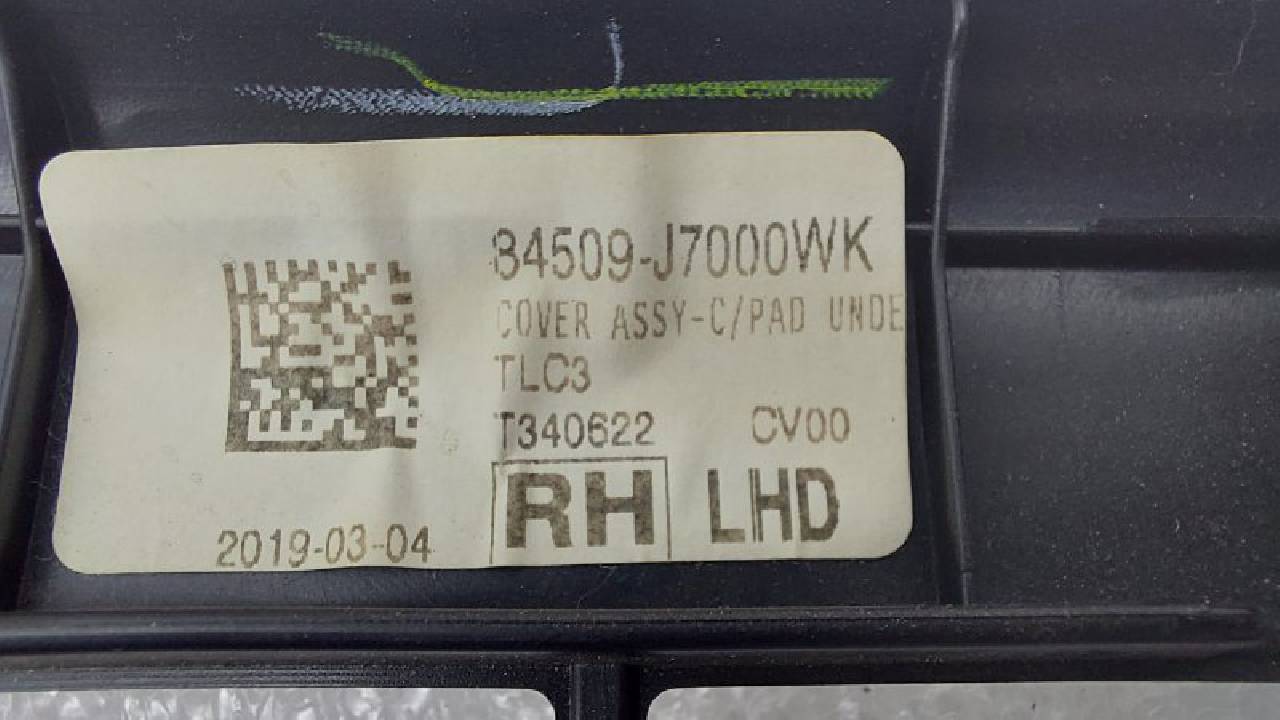 84509-J7000WK
COVER ASSY-C/PAD UNDE
TLC3
T340622 CV00
RH LHD
2019-03-04